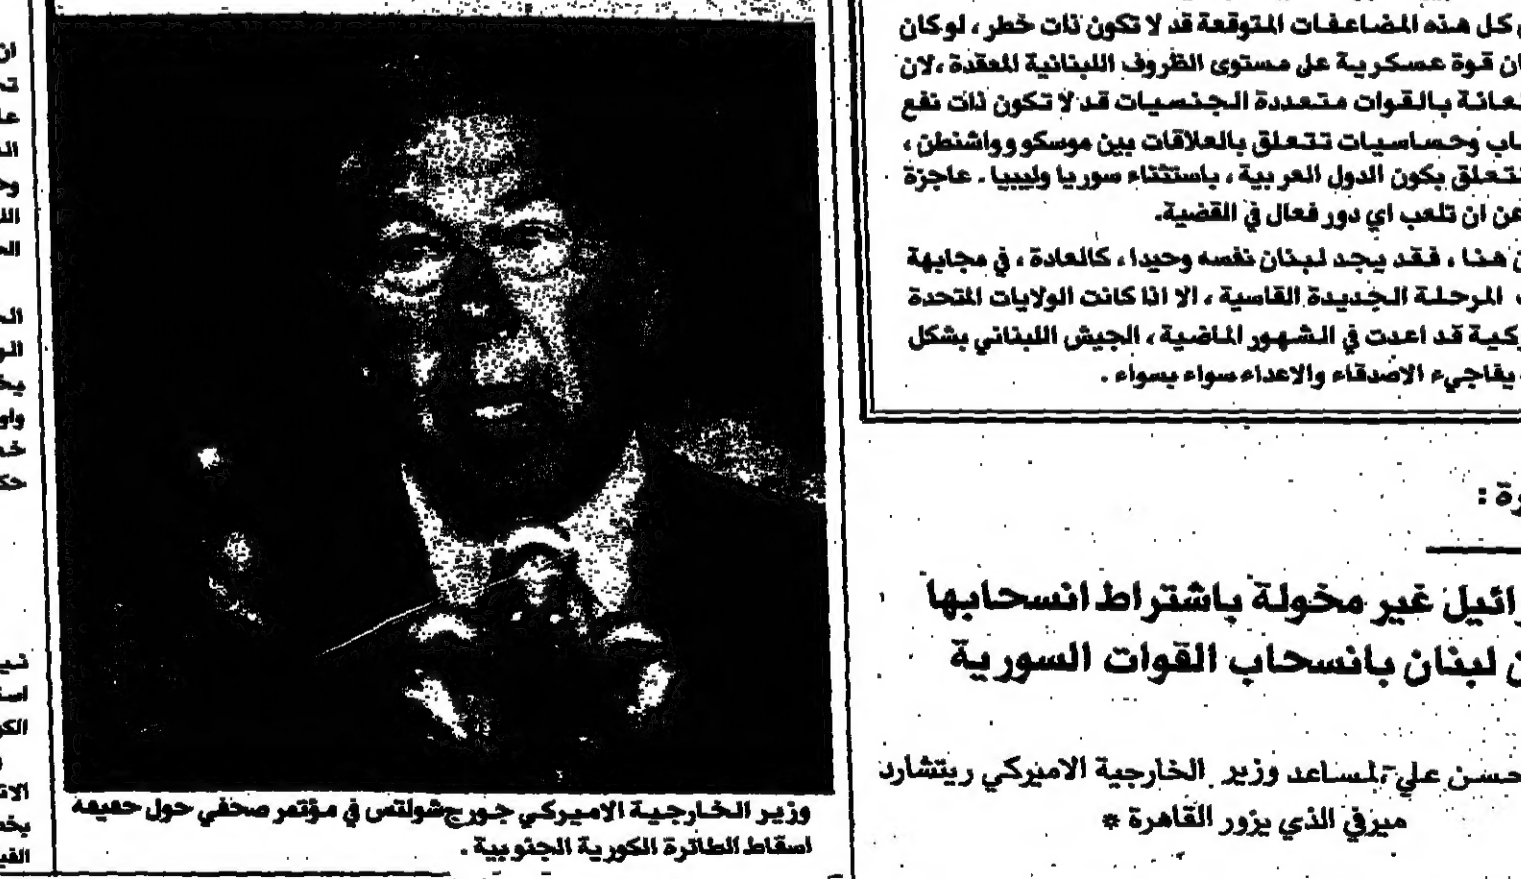 كل هذه المضاعفات المتوقعة قد لا تكون ذات خطر ، لو كان
قوة عسكرية على مستوى الظروف اللبنانية المعقدة ،لان
بالقوات متعددة الجنسيات قد لا تكون ذات نفع
وحساسيات تتعلق بالعلاقات بين موسكو وواشنطن ،
بكون الدول العربية ، باستثناء سوريا وليبيا . عاجزة
عن ان تلعب اي دور فعال في القضية.
هنا ، فقد يجد لبنان نفسه وحيدا ، كالعادة ، في مجابهة
المرحلة الجديدة القاسية ، الا اذا كانت الولايات المتحدة
قد اعدت في الشهور الماضية ، الجيش اللبناني بشكل
يفاجيء الاصدقاء والاعداء سواء بسواء .
رة :
رائيل غير مخولة باشتراط انسحابها
لبنان بانسحاب القوات السورية
حسن علي لمساعد وزير الخارجية الاميركي ريتشارد
ميرفي الذي يزور القاهرة *
وزير الخارجية الاميركي جورج شولتس في مؤتمر صحفي حول
اسقاط الطائرة الكورية الجنوبية .